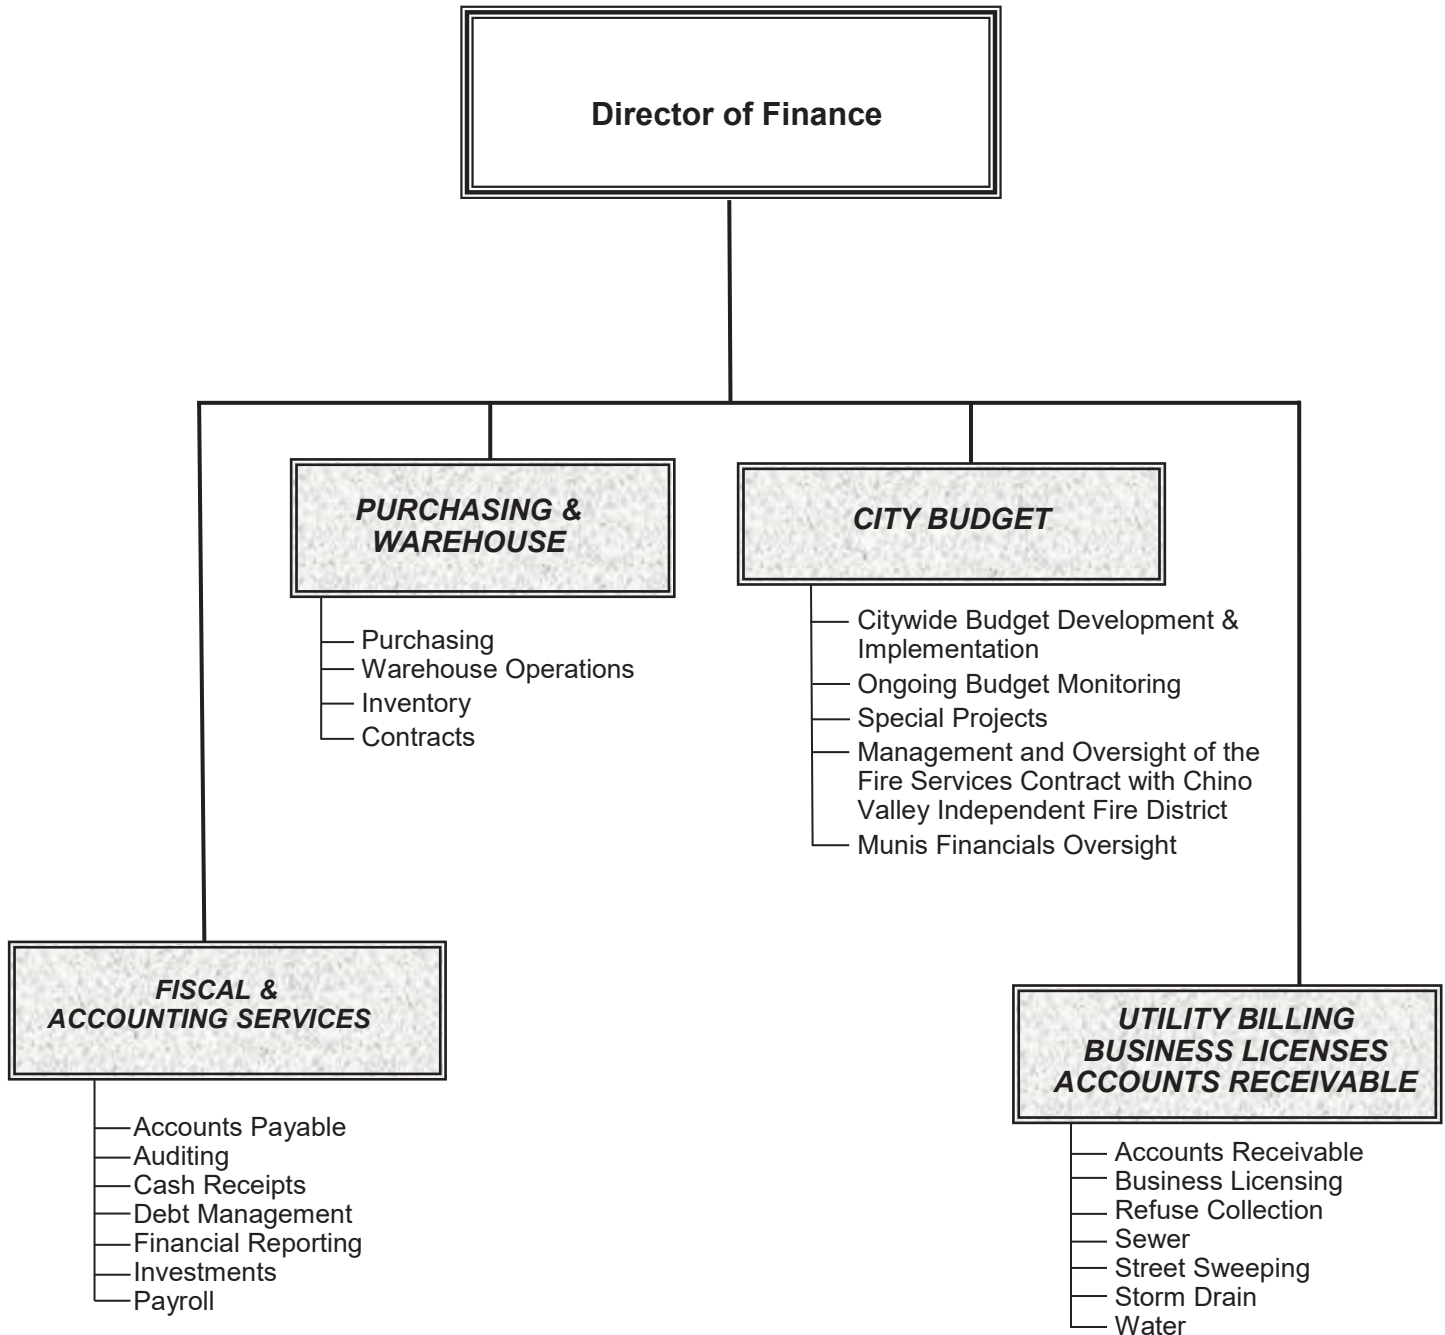 Director of Finance
PURCHASING &
WAREHOUSE
Purchasing
Warehouse Operations
Inventory
Contracts
CITY BUDGET
Citywide Budget Development &
Implementation
Ongoing Budget Monitoring
Special Projects
Management and Oversight of the
Fire Services Contract with Chino
Valley Independent Fire District
Munis Financials Oversight
FISCAL &
ACCOUNTING SERVICES
Accounts Payable
Auditing
Cash Receipts
Debt Management
Financial Reporting
Investments
Payroll
UTILITY BILLING
BUSINESS LICENSES
ACCOUNTS RECEIVABLE
Accounts Receivable
Business Licensing
Refuse Collection
Sewer
Street Sweeping
Storm Drain
Water